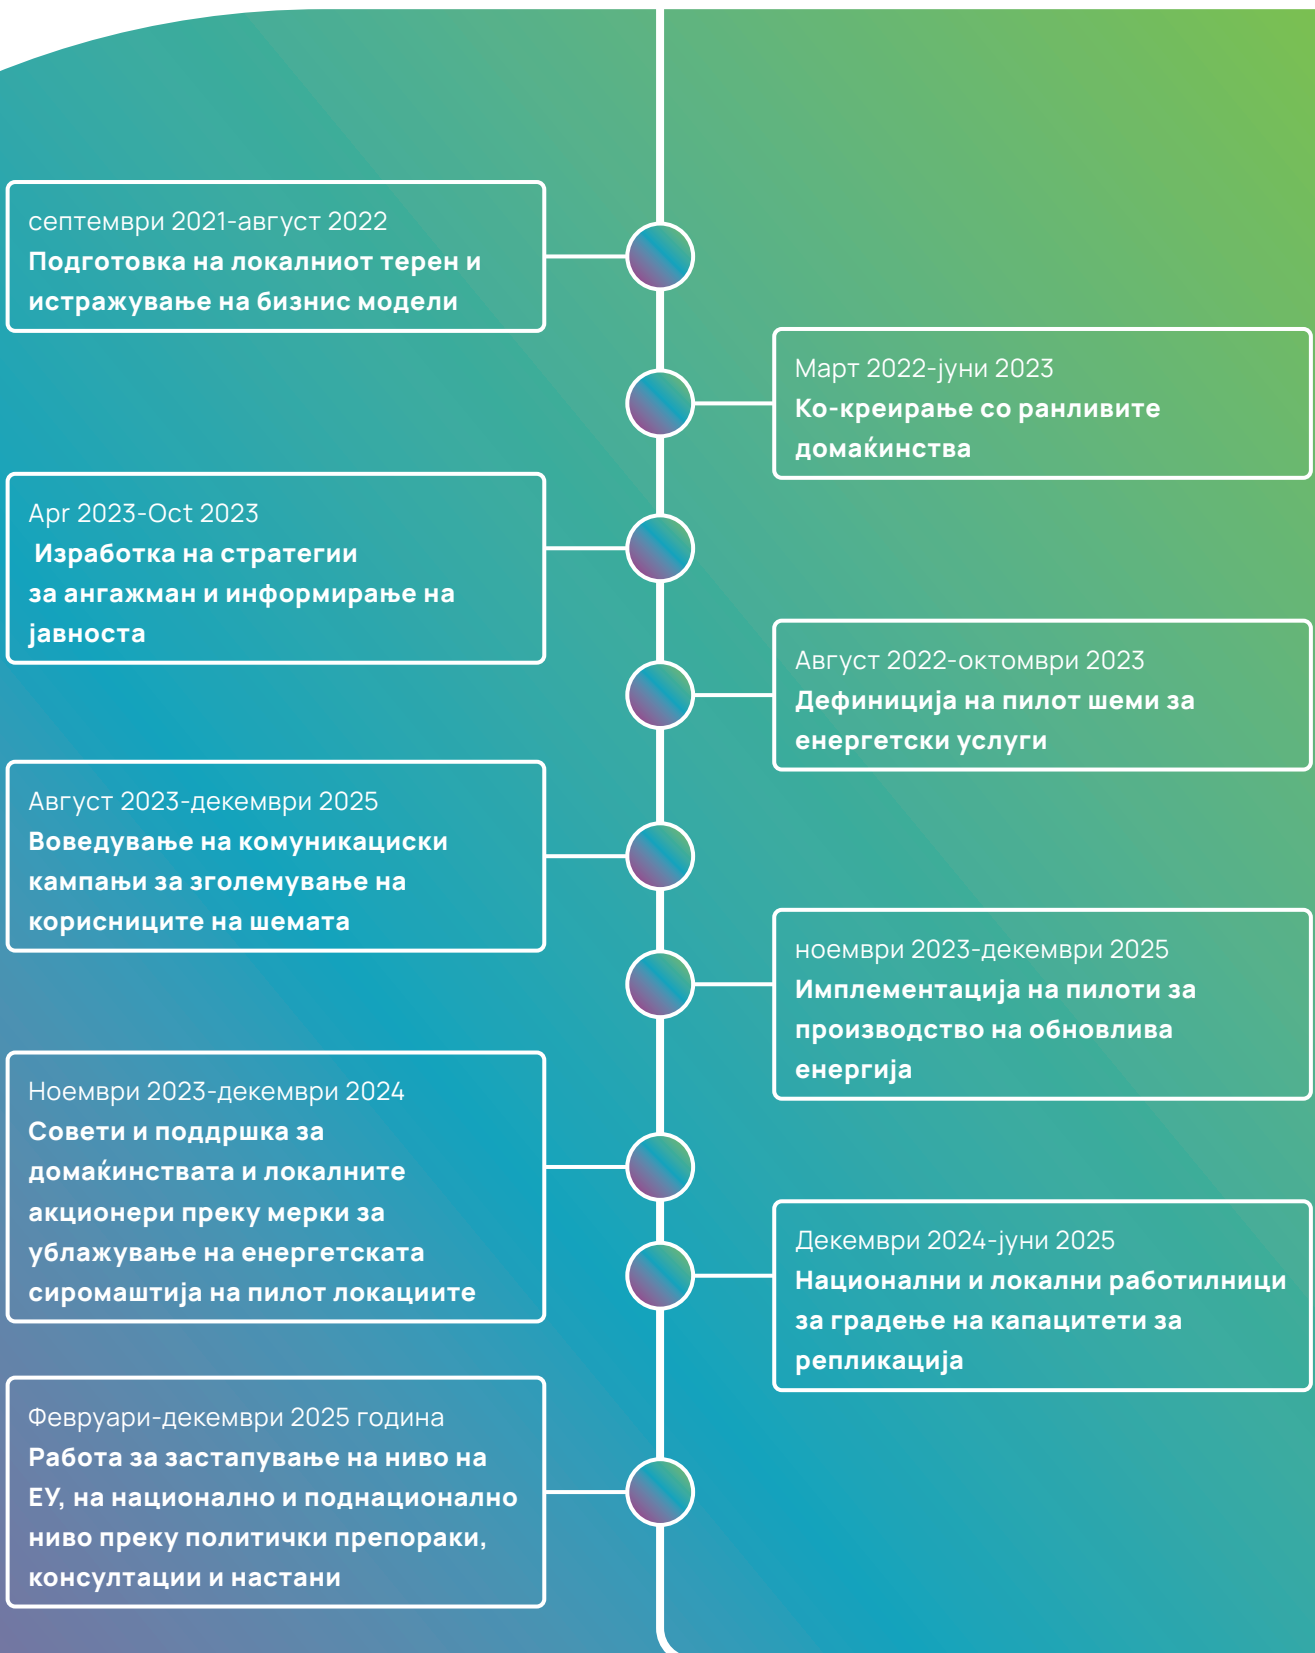 септември 2021-август 2022
Подготовка на локалниот терен и
истражување на бизнис модели
Март 2022-јуни 2023
Ко-креирање со ранливите
домаќинства
Apr 2023-Oct 2023
Изработка на стратегии
за ангажман и информирање на
јавноста
Август 2022-октомври 2023
Дефиниција на пилот шеми за
енергетски услуги
Август 2023-декември 2025
Воведување на комуникациски
кампањи за зголемување на
корисниците на шемата
ноември 2023-декември 2025
Имплементација на пилоти за
производство на обновлива
енергија
Ноември 2023-декември 2024
Совети и поддршка за
домаќинствата и локалните
акционери преку мерки за
ублажување на енергетската
сиромаштија на пилот локациите
Декември 2024-јуни 2025
Национални и локални работилници
за градење на капацитети за
репликација
Февруари-декември 2025 година
Работа за застапување на ниво на
ЕУ, на национално и поднационално
ниво преку политички препораки,
консултации и настани